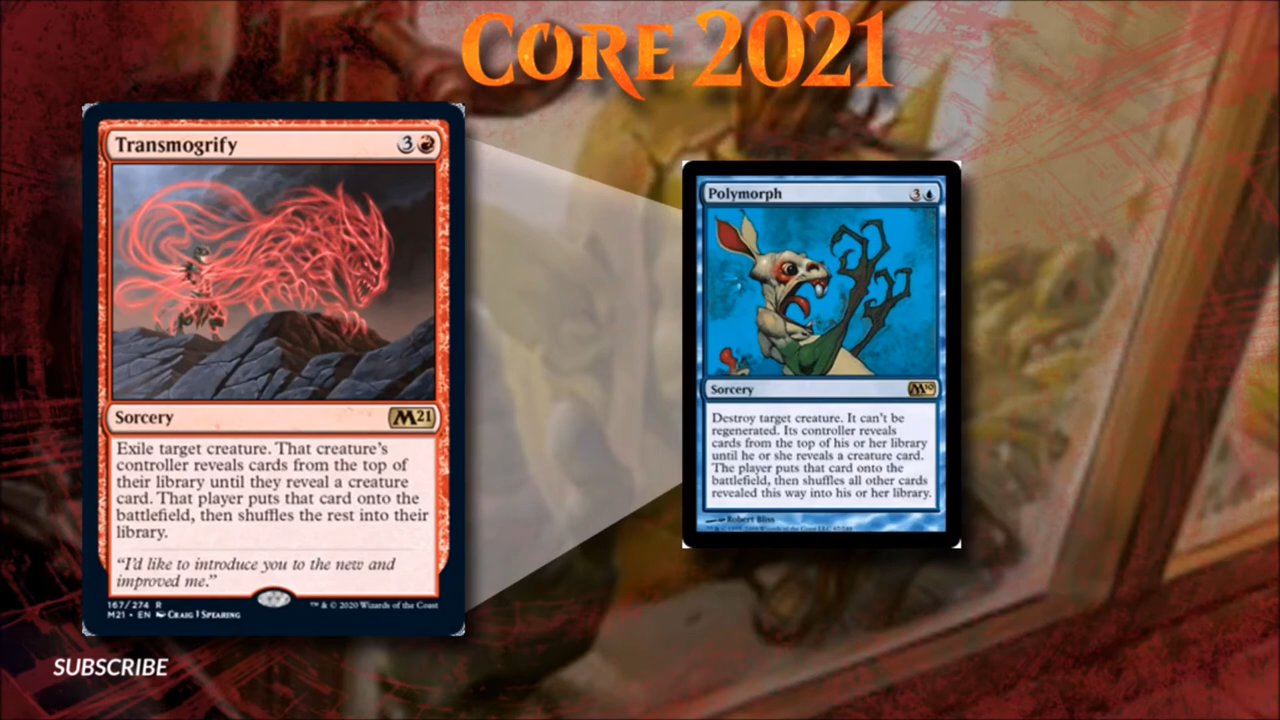 CORE 2021
Transmogrify 3
Sorcery M21
Exile target creature. That creature's
controller reveals cards from the top of
their library until they reveal a creature
card. That player puts that card onto the
battlefield, then shuffles the rest into their
library.
"I'd like to introduce you to the new and
improved me."
167/274 R ™ & © 2020 Wizards of the Coast
M21 • EN CRAIG J SPEARING
Polymorph 3
Sorcery M10
Destroy target creature. It can't be
regenerated. Its controller reveals
cards from the top of his or her library
until he or she reveals a creature card.
The player puts that card onto the
battlefield, then shuffles all other cards
revealed this way into his or her library.
Robert Bliss
SUBSCRIBE